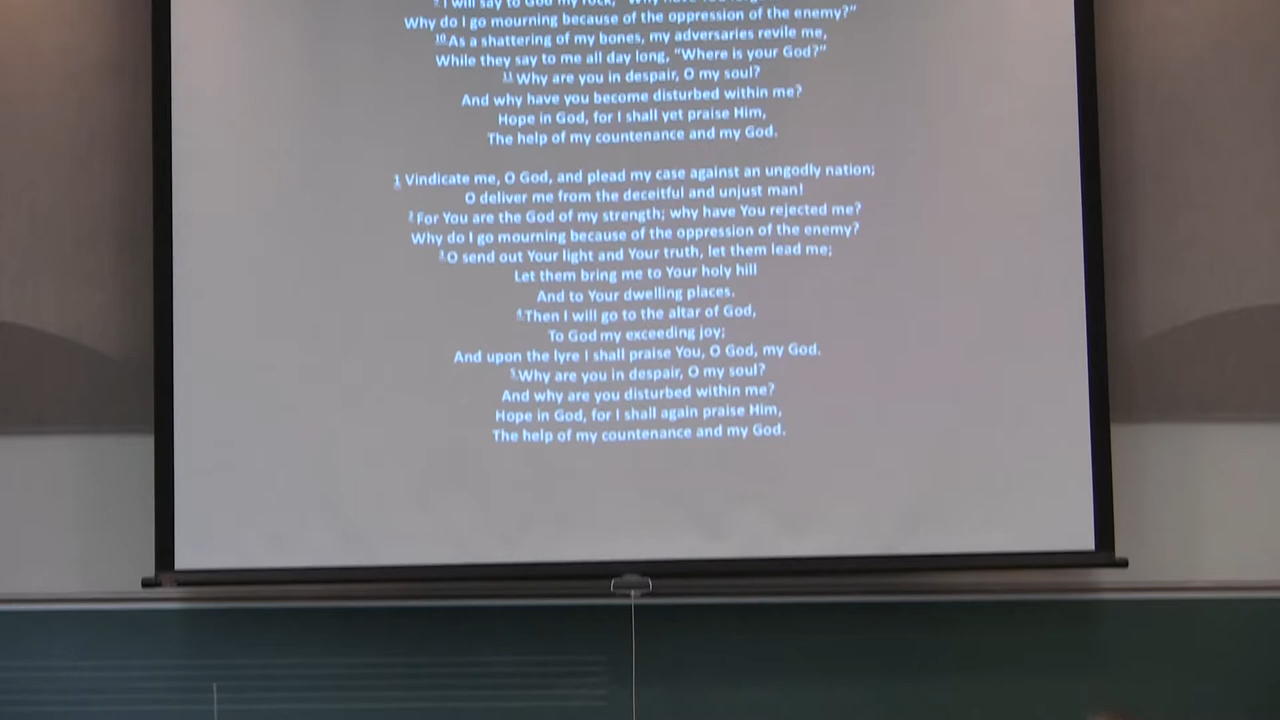 9 I will say to God my rock, "Why have You
Why do I go mourning because of the oppression of the enemy?"
10 As a shattering of my bones, my adversaries revile me,
While they say to me all day long, "Where is your God?"
11 Why are you in despair, O my soul?
And why have you become disturbed within me?
Hope in God, for I shall yet praise Him,
The help of my countenance and my God.
1 Vindicate me, O God, and plead my case against an ungodly nation;
O deliver me from the deceitful and unjust man!
2 For You are the God of my strength; why have You rejected me?
Why do I go mourning because of the oppression of the enemy?
3 O send out Your light and Your truth, let them lead me;
Let them bring me to Your holy hill
And to Your dwelling places.
4 Then I will go to the altar of God,
To God my exceeding joy;
And upon the lyre I shall praise You, O God, my God.
5 Why are you in despair, O my soul?
And why are you disturbed within me?
Hope in God, for I shall again praise Him,
The help of my countenance and my God.